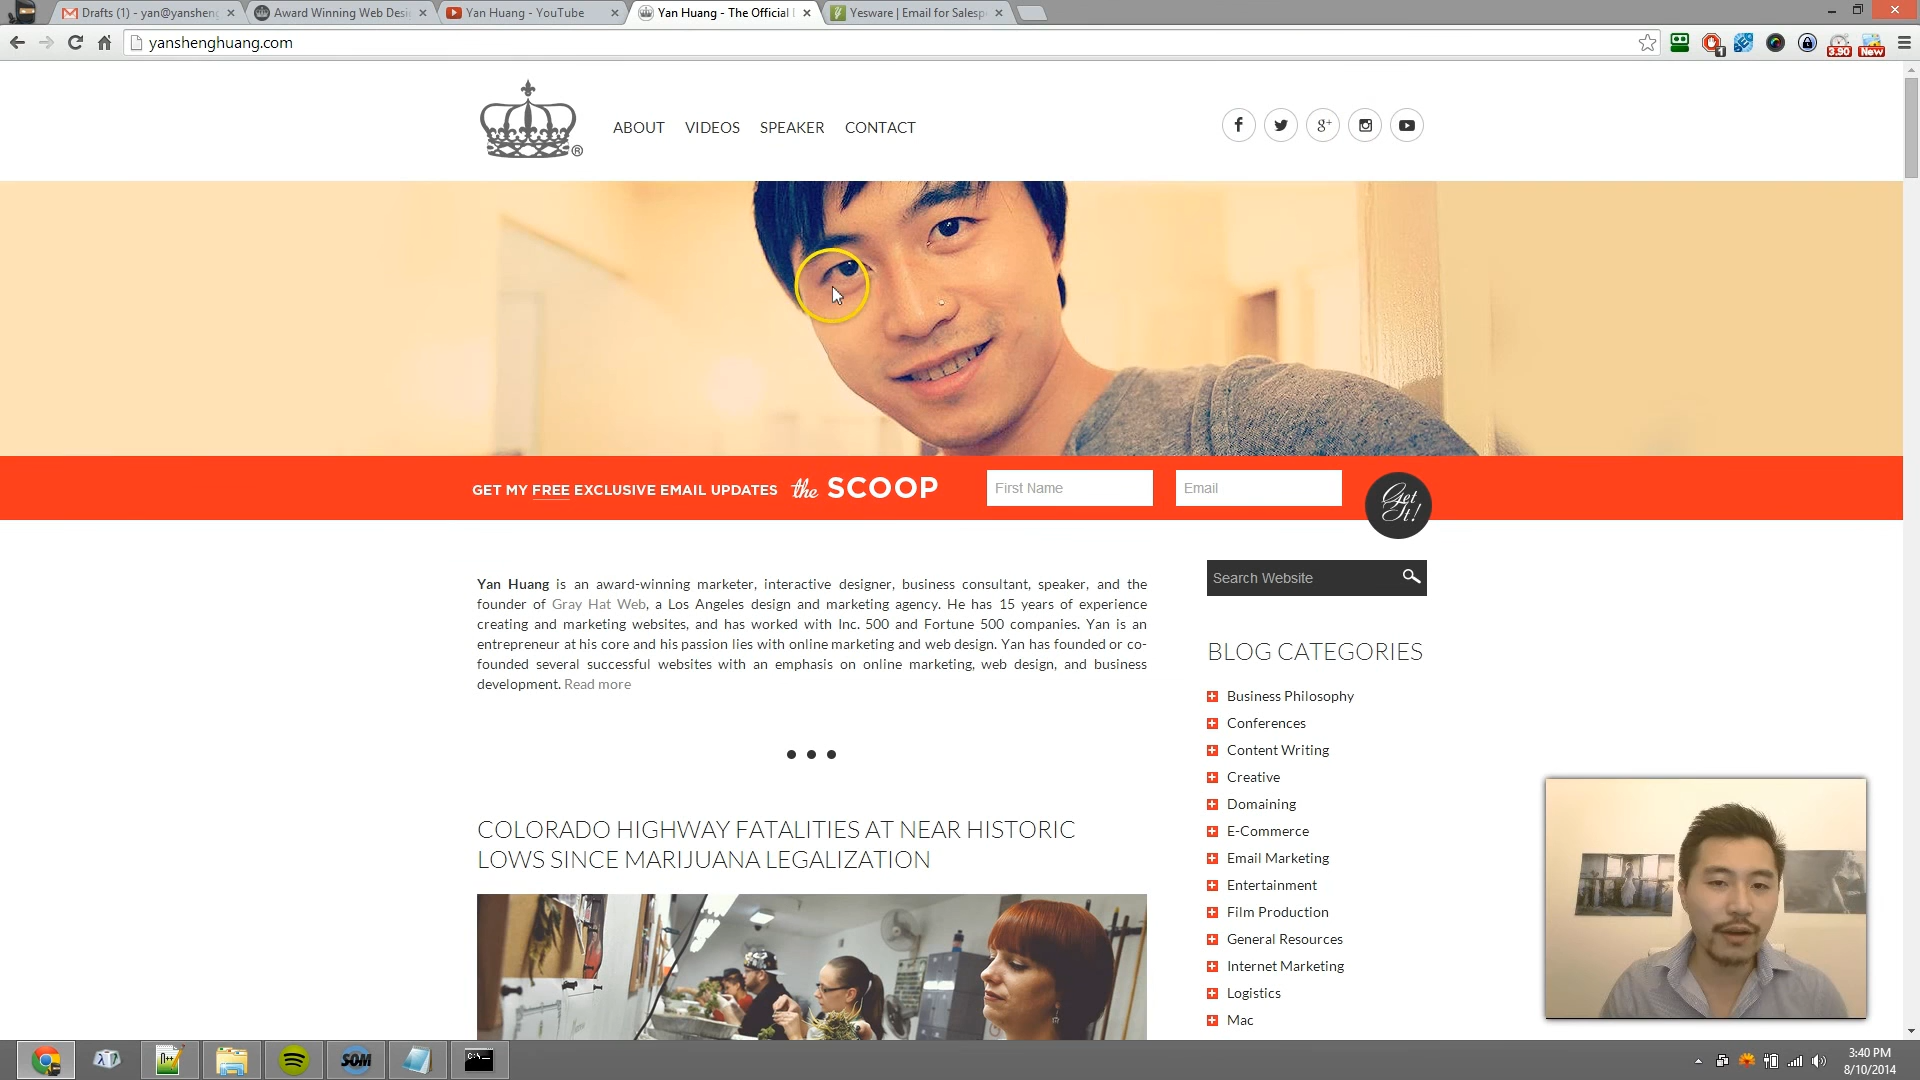 Drafts (1) - yan@yansheng
Award Winning Web Desi
Yan Huang - YouTube
Yan Huang - The Official
Yesware | Email for Salesp
yanshenghuang.com
1
3.90
New
®
ABOUT
VIDEOS
SPEAKER
CONTACT
GET MY FREE EXCLUSIVE EMAIL UPDATES the SCOOP
First Name
Email
Get It!
Yan Huang is an award-winning marketer, interactive designer, business consultant, speaker, and the
founder of Gray Hat Web, a Los Angeles design and marketing agency. He has 15 years of experience
creating and marketing websites, and has worked with Inc. 500 and Fortune 500 companies. Yan is an
entrepreneur at his core and his passion lies with online marketing and web design. Yan has founded or co-
founded several successful websites with an emphasis on online marketing, web design, and business
development. Read more
COLORADO HIGHWAY FATALITIES AT NEAR HISTORIC
LOWS SINCE MARIJUANA LEGALIZATION
Search Website
BLOG CATEGORIES
Business Philosophy
Conferences
Content Writing
Creative
Domaining
E-Commerce
Email Marketing
Entertainment
Film Production
General Resources
Internet Marketing
Logistics
Mac
SOM
3:40 PM
8/10/2014